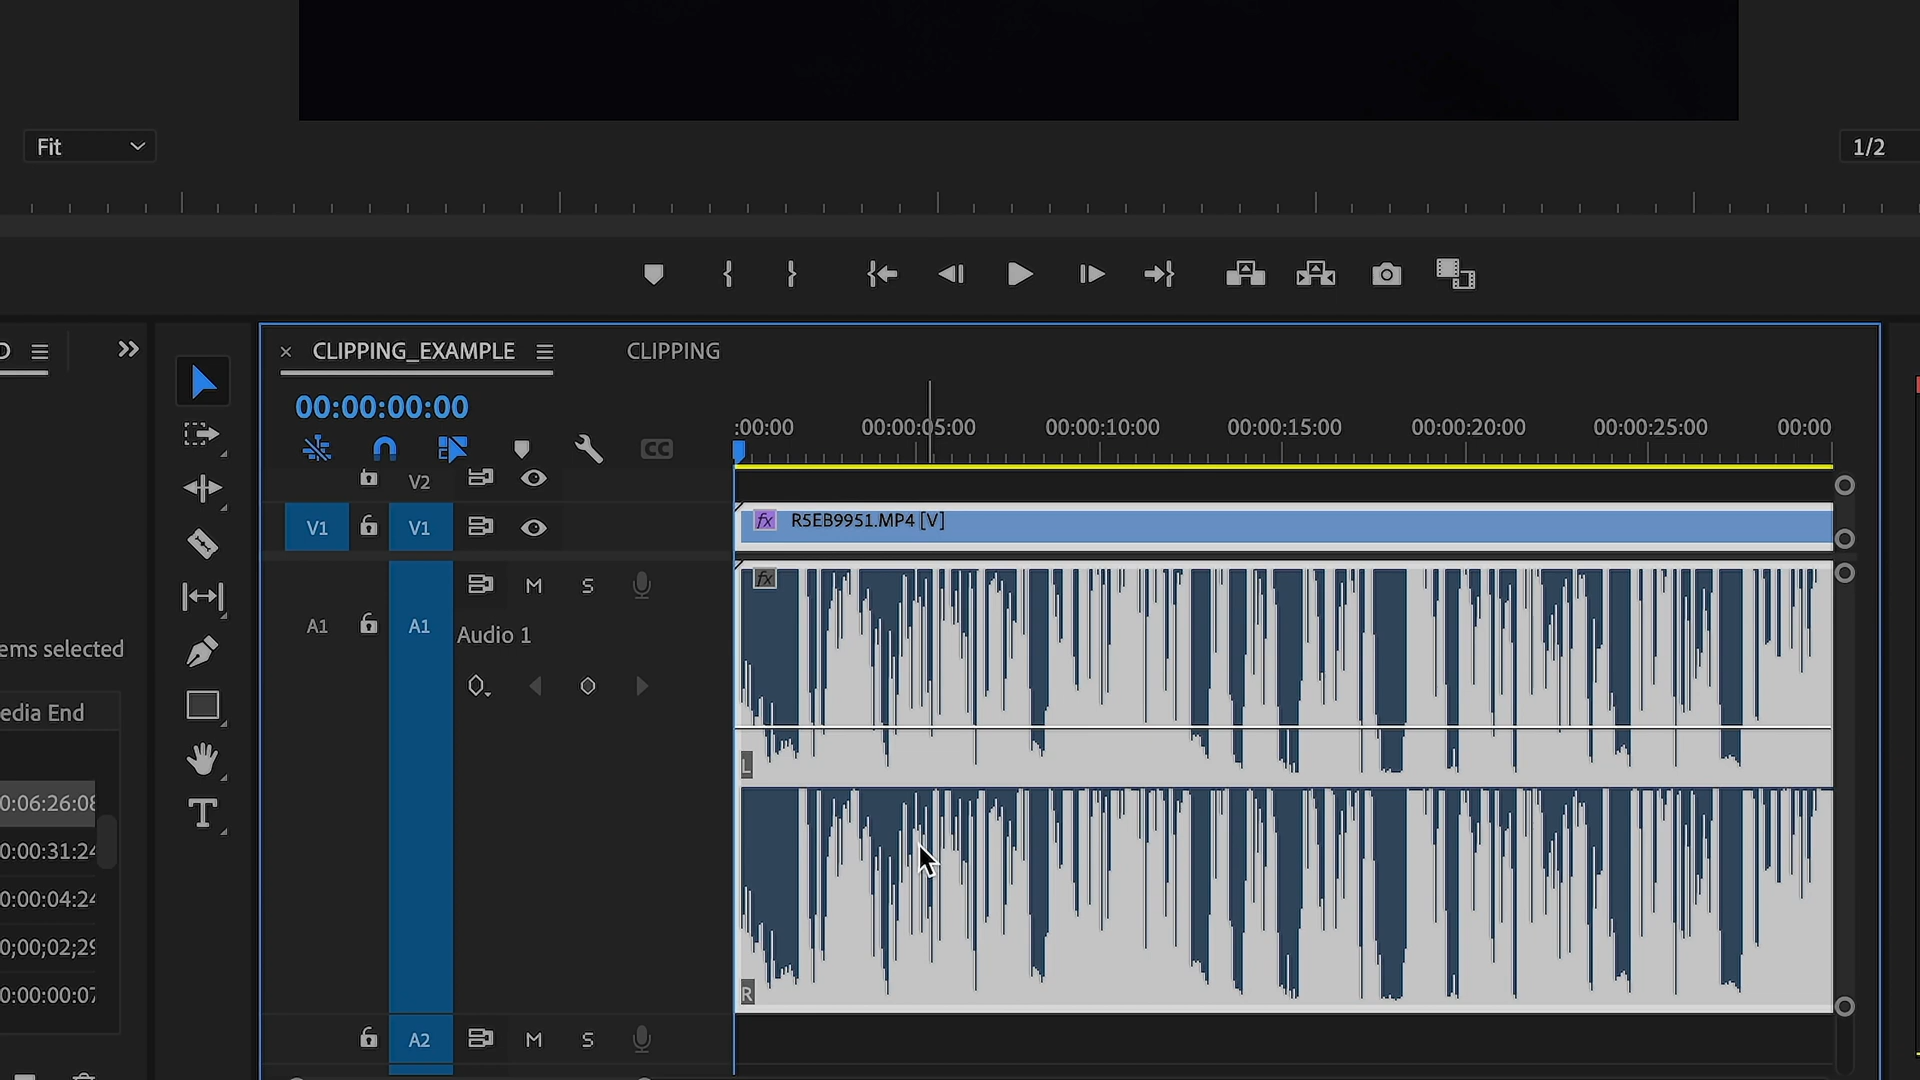 Fit
1/2
CLIPPING_EXAMPLE
CLIPPING
00:00:00:00
:00:00
00:00:05:00
00:00:10:00
00:00:15:00
00:00:20:00
00:00:25:00
00:00
CC
V2
V1
V1
fx
R5EB9951.MP4 [V]
fx
M
S
A1
A1
Audio 1
ems selected
edia End
L
0:06:26:08
0:00:31:24
0:00:04:24
0;00;02;29
R
0:00:00:07
A2
M
S
T